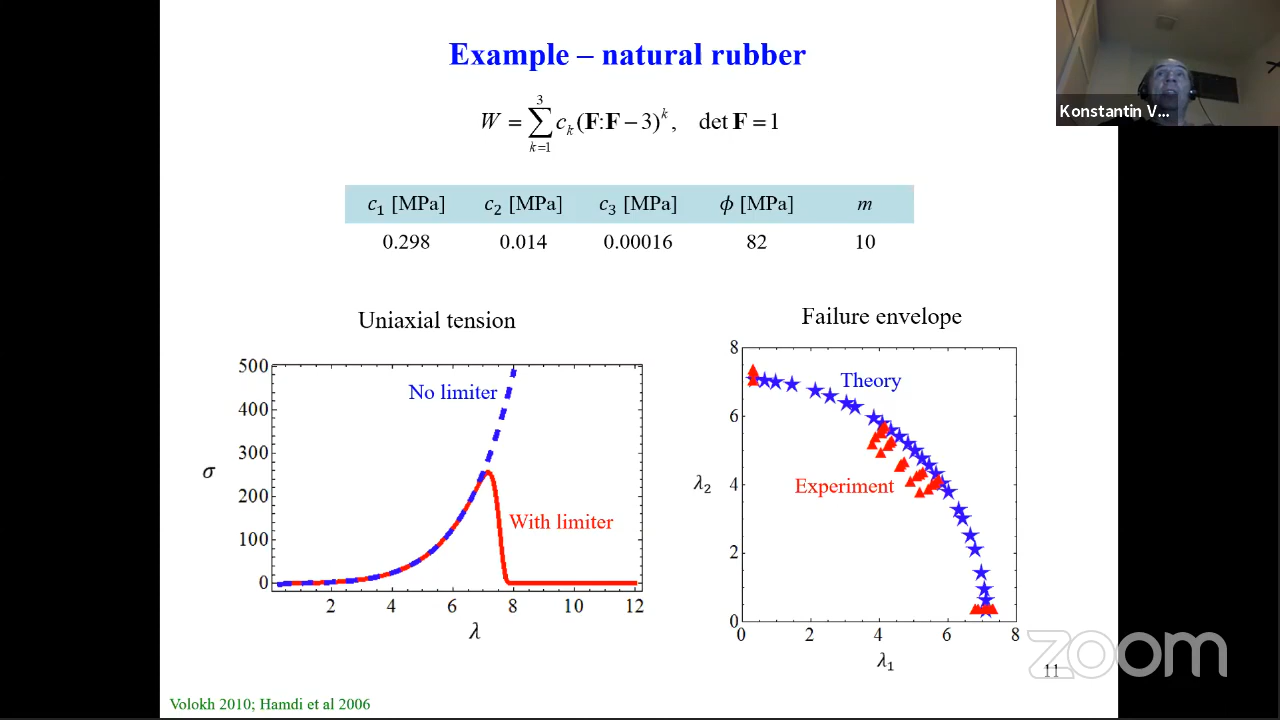 Example – natural rubber
Konstantin V...
W = ∑_{k=1}^{3} c_k (F:F − 3)^k,   det F = 1
c₁ [MPa] c₂ [MPa] c₃ [MPa] ϕ [MPa] m
0.298 0.014 0.00016 82 10
Uniaxial tension
500
400
300
200
100
0
σ
No limiter
With limiter
2 4 6 8 10 12
λ
Failure envelope
8
6
4
2
0
λ₂
Theory
Experiment
0 2 4 6 8
λ₁
zoom
11
Volokh 2010; Hamdi et al 2006